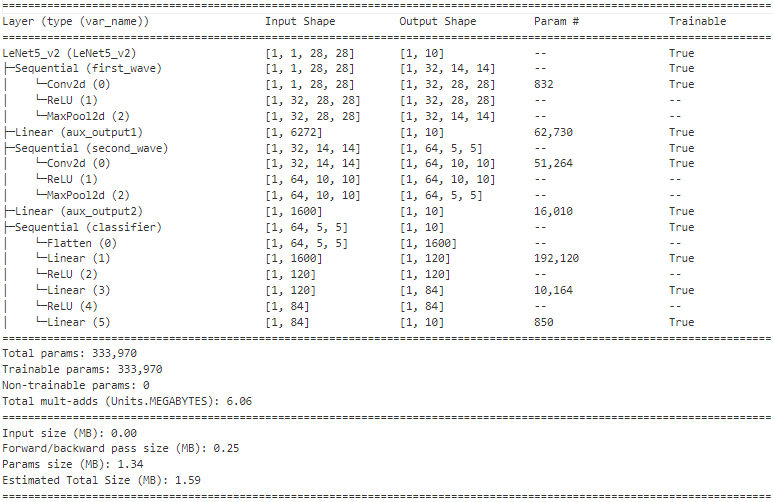 ==========================================================================================
Layer (type (var_name))                  Input Shape          Output Shape         Param #              Trainable
==========================================================================================
LeNet5_v2 (LeNet5_v2)                    [1, 1, 28, 28]       [1, 10]              --                   True
├─Sequential (first_wave)                [1, 1, 28, 28]       [1, 32, 14, 14]      --                   True
│    └─Conv2d (0)                        [1, 1, 28, 28]       [1, 32, 28, 28]      832                  True
│    └─ReLU (1)                          [1, 32, 28, 28]      [1, 32, 28, 28]      --                   --
│    └─MaxPool2d (2)                     [1, 32, 28, 28]      [1, 32, 14, 14]      --                   --
├─Linear (aux_output1)                   [1, 6272]            [1, 10]              62,730               True
├─Sequential (second_wave)               [1, 32, 14, 14]      [1, 64, 5, 5]        --                   True
│    └─Conv2d (0)                        [1, 32, 14, 14]      [1, 64, 10, 10]      51,264               True
│    └─ReLU (1)                          [1, 64, 10, 10]      [1, 64, 10, 10]      --                   --
│    └─MaxPool2d (2)                     [1, 64, 10, 10]      [1, 64, 5, 5]        --                   --
├─Linear (aux_output2)                   [1, 1600]            [1, 10]              16,010               True
├─Sequential (classifier)                [1, 64, 5, 5]        [1, 10]              --                   True
│    └─Flatten (0)                       [1, 64, 5, 5]        [1, 1600]            --                   --
│    └─Linear (1)                        [1, 1600]            [1, 120]             192,120              True
│    └─ReLU (2)                          [1, 120]             [1, 120]             --                   --
│    └─Linear (3)                        [1, 120]             [1, 84]              10,164               True
│    └─ReLU (4)                          [1, 84]              [1, 84]              --                   --
│    └─Linear (5)                        [1, 84]              [1, 10]              850                  True
==========================================================================================
Total params: 333,970
Trainable params: 333,970
Non-trainable params: 0
Total mult-adds (Units.MEGABYTES): 6.06
==========================================================================================
Input size (MB): 0.00
Forward/backward pass size (MB): 0.25
Params size (MB): 1.34
Estimated Total Size (MB): 1.59
==========================================================================================